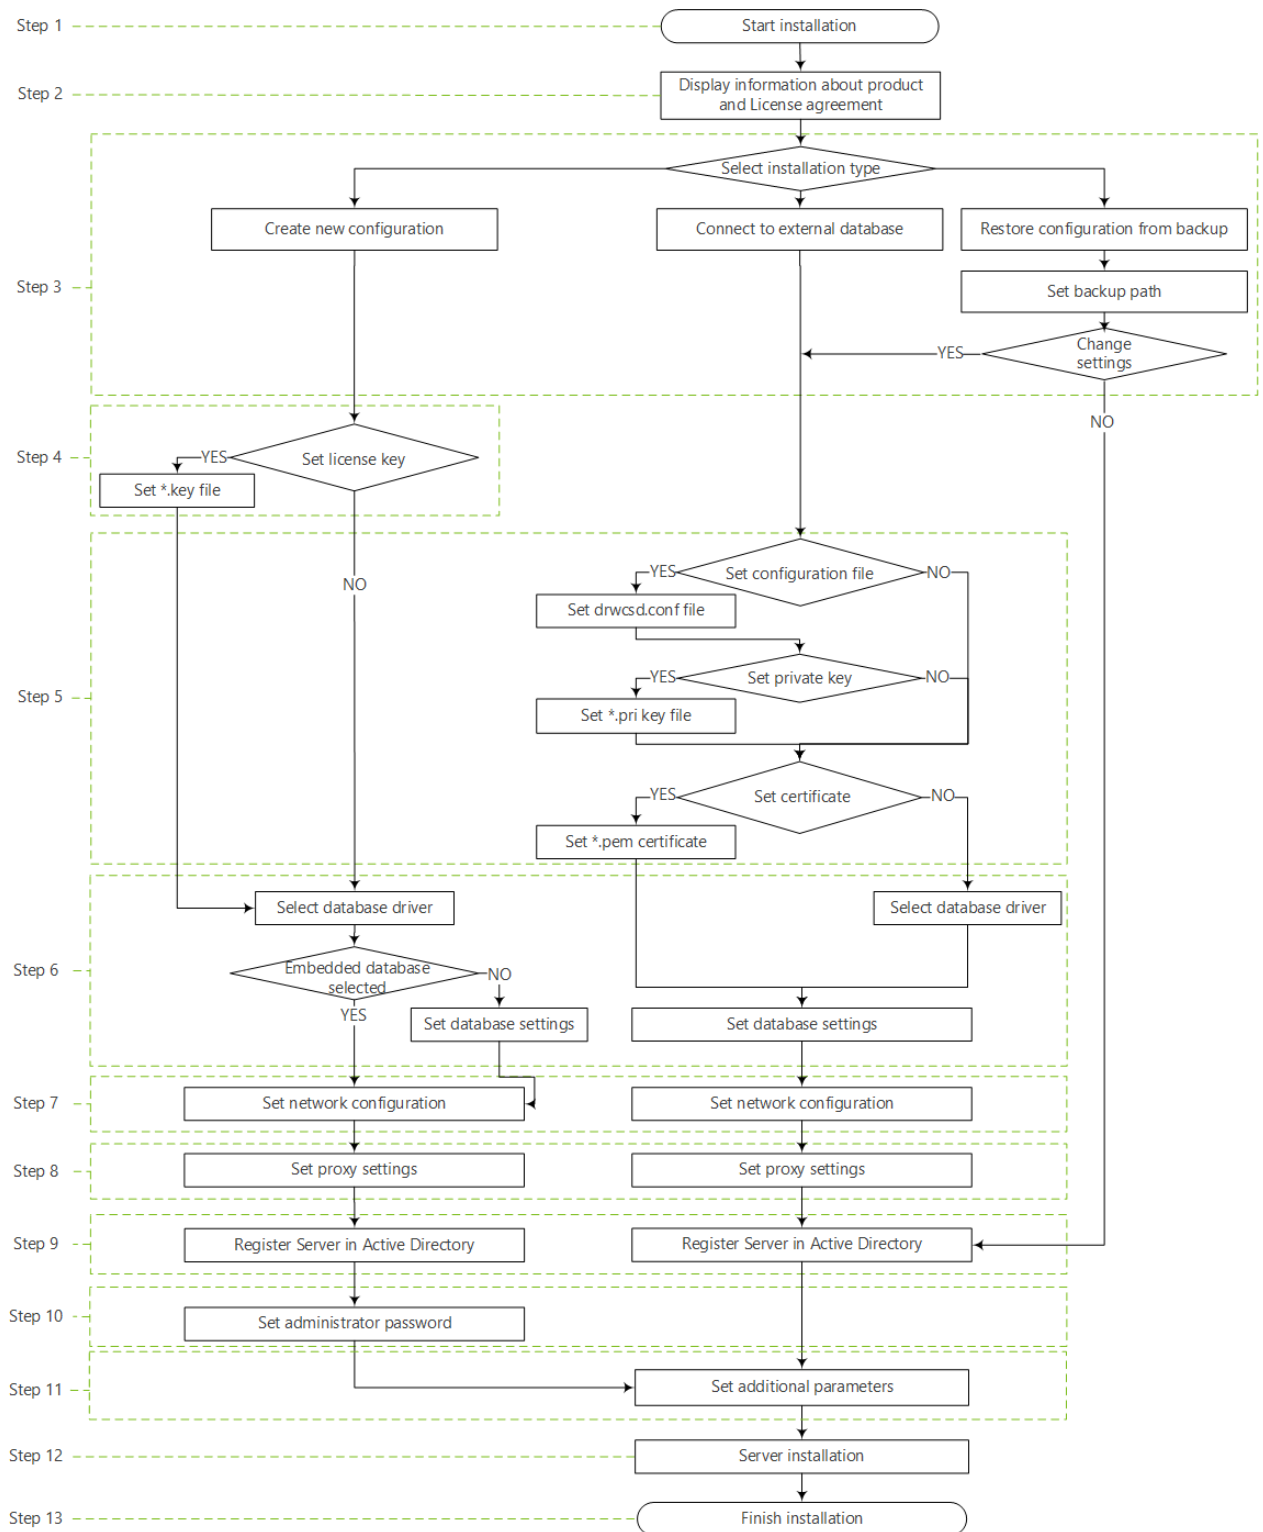 Step 1
Start installation
Step 2
Display information about product
and License agreement
Select installation type
Create new configuration
Connect to external database
Restore configuration from backup
Step 3
Set backup path
Change
settings
YES
NO
Step 4
YES
Set license key
Set *.key file
NO
YES
Set configuration file
NO
Set drwcsd.conf file
Step 5
YES
Set private key
NO
Set *.pri key file
YES
Set certificate
NO
Set *.pem certificate
Select database driver
Select database driver
Step 6
Embedded database
selected
NO
YES
Set database settings
Set database settings
Step 7
Set network configuration
Set network configuration
Step 8
Set proxy settings
Set proxy settings
Step 9
Register Server in Active Directory
Register Server in Active Directory
Step 10
Set administrator password
Step 11
Set additional parameters
Step 12
Server installation
Step 13
Finish installation